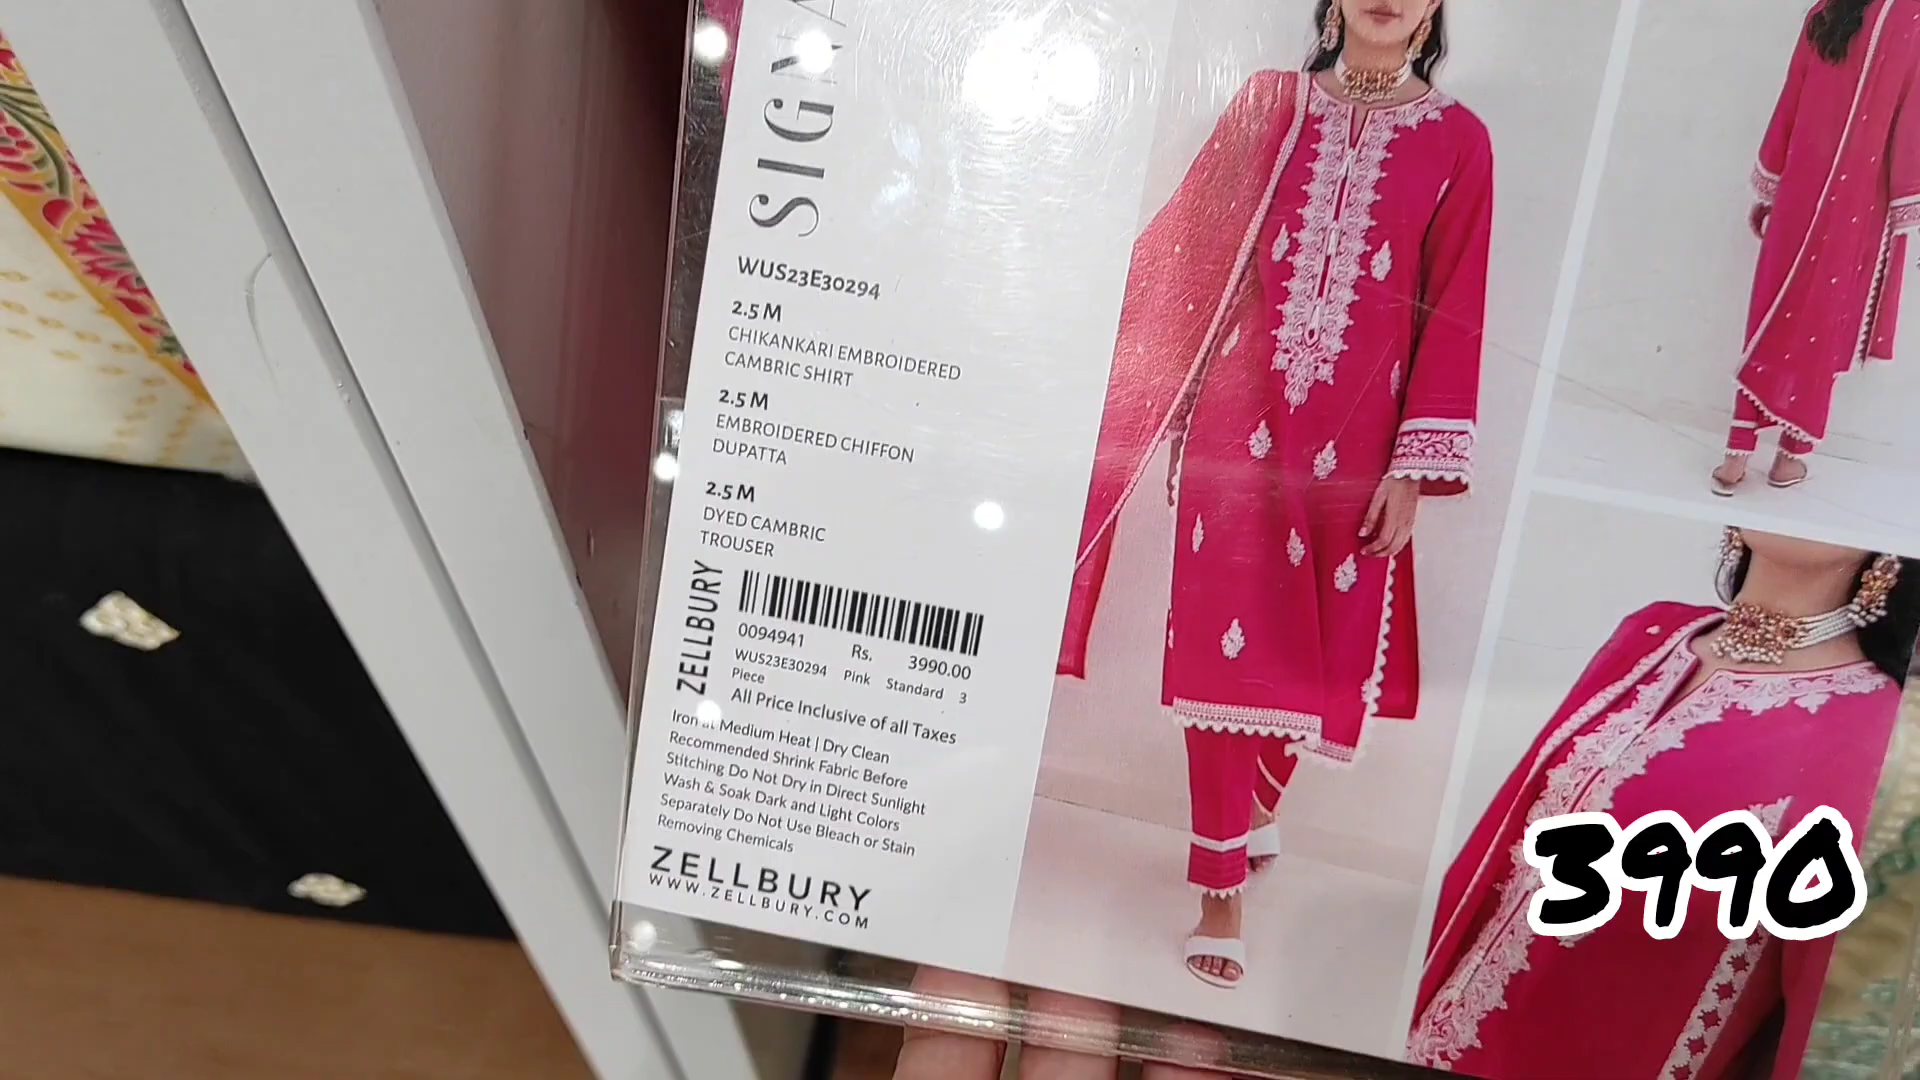 WUS23E30294
2.5 M
CHIKANKARI EMBROIDERED
CAMBRIC SHIRT
2.5 M
EMBROIDERED CHIFFON
DUPATTA
2.5 M
DYED CAMBRIC
TROUSER
ZELLBURY
0094941 Rs. 3990.00
WUS23E30294 Pink Standard 3
Piece
All Price Inclusive of all Taxes
Iron at Medium Heat | Dry Clean
Recommended Shrink Fabric Before
Stitching Do Not Dry in Direct Sunlight
Wash & Soak Dark and Light Colors
Separately Do Not Use Bleach or Stain
Removing Chemicals
ZELLBURY
WWW.ZELLBURY.COM
3990